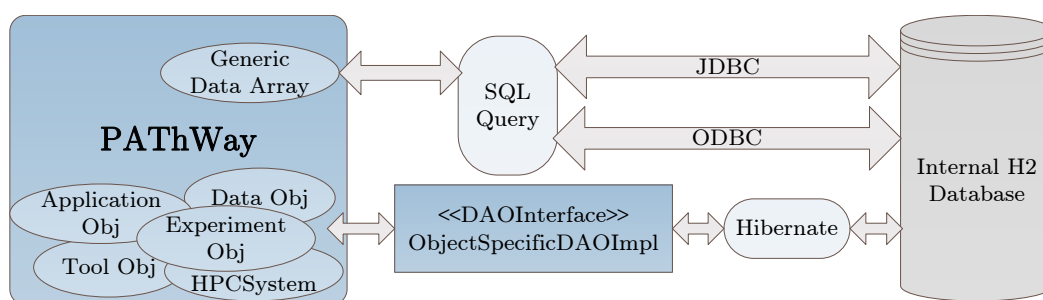 Generic
Data Array
PAThWay
Application
Obj
Data Obj
Experiment
Obj
Tool Obj
HPCSystem
SQL
Query
JDBC
ODBC
<<DAOInterface>>
ObjectSpecificDAOImpl
Hibernate
Internal H2
Database